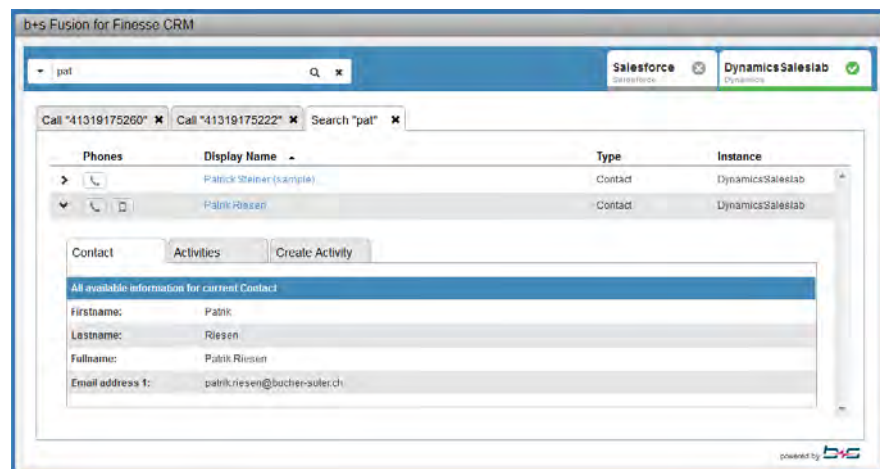 b+s Fusion for Finesse CRM
pat
Salesforce
Salesforce
DynamicsSaleslab
Dynamics
Call "41319175260" Call "41319175222" Search "pat"
Phones Display Name Type Instance
Patrick Steiner (sample) Contact DynamicsSaleslab
Patrik Riesen Contact DynamicsSaleslab
Contact Activities Create Activity
All available information for current Contact
Firstname: Patrik
Lastname: Riesen
Fullname: Patrik Riesen
Email address 1: patrik.riesen@bucher-suter.ch
powered by b+s